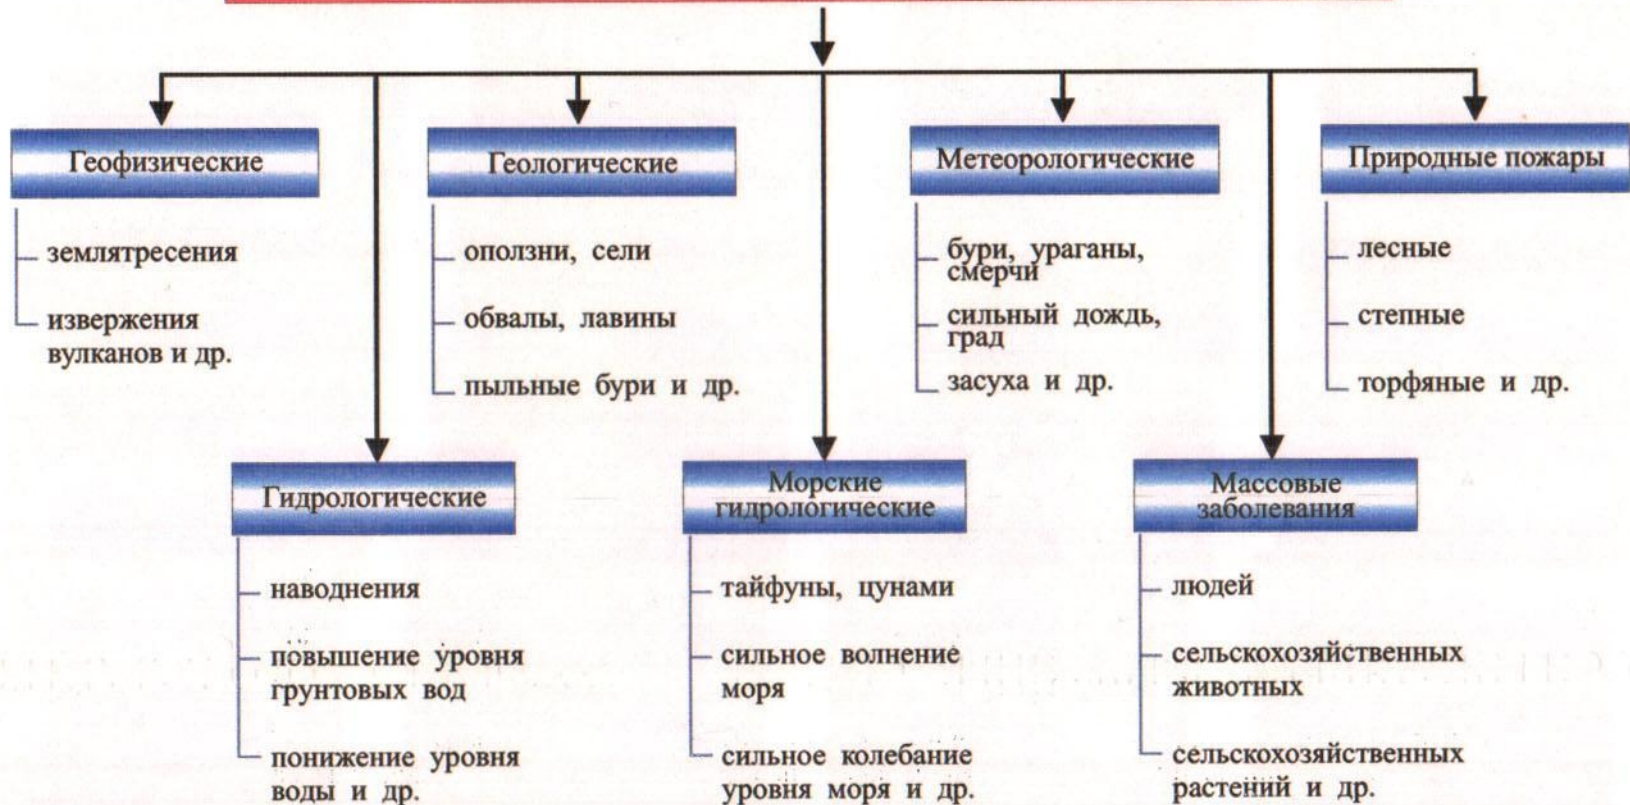 Геофизические
землятресения
извержения
вулканов и др.
Геологические
оползни, сели
обвалы, лавины
пыльные бури и др.
Метеорологические
бури, ураганы,
смерчи
сильный дождь,
град
засуха и др.
Природные пожары
лесные
степные
торфяные и др.
Гидрологические
наводнения
повышение уровня
грунтовых вод
понижение уровня
воды и др.
Морские
гидрологические
тайфуны, цунами
сильное волнение
моря
сильное колебание
уровня моря и др.
Массовые
заболевания
людей
сельскохозяйственных
животных
сельскохозяйственных
растений и др.